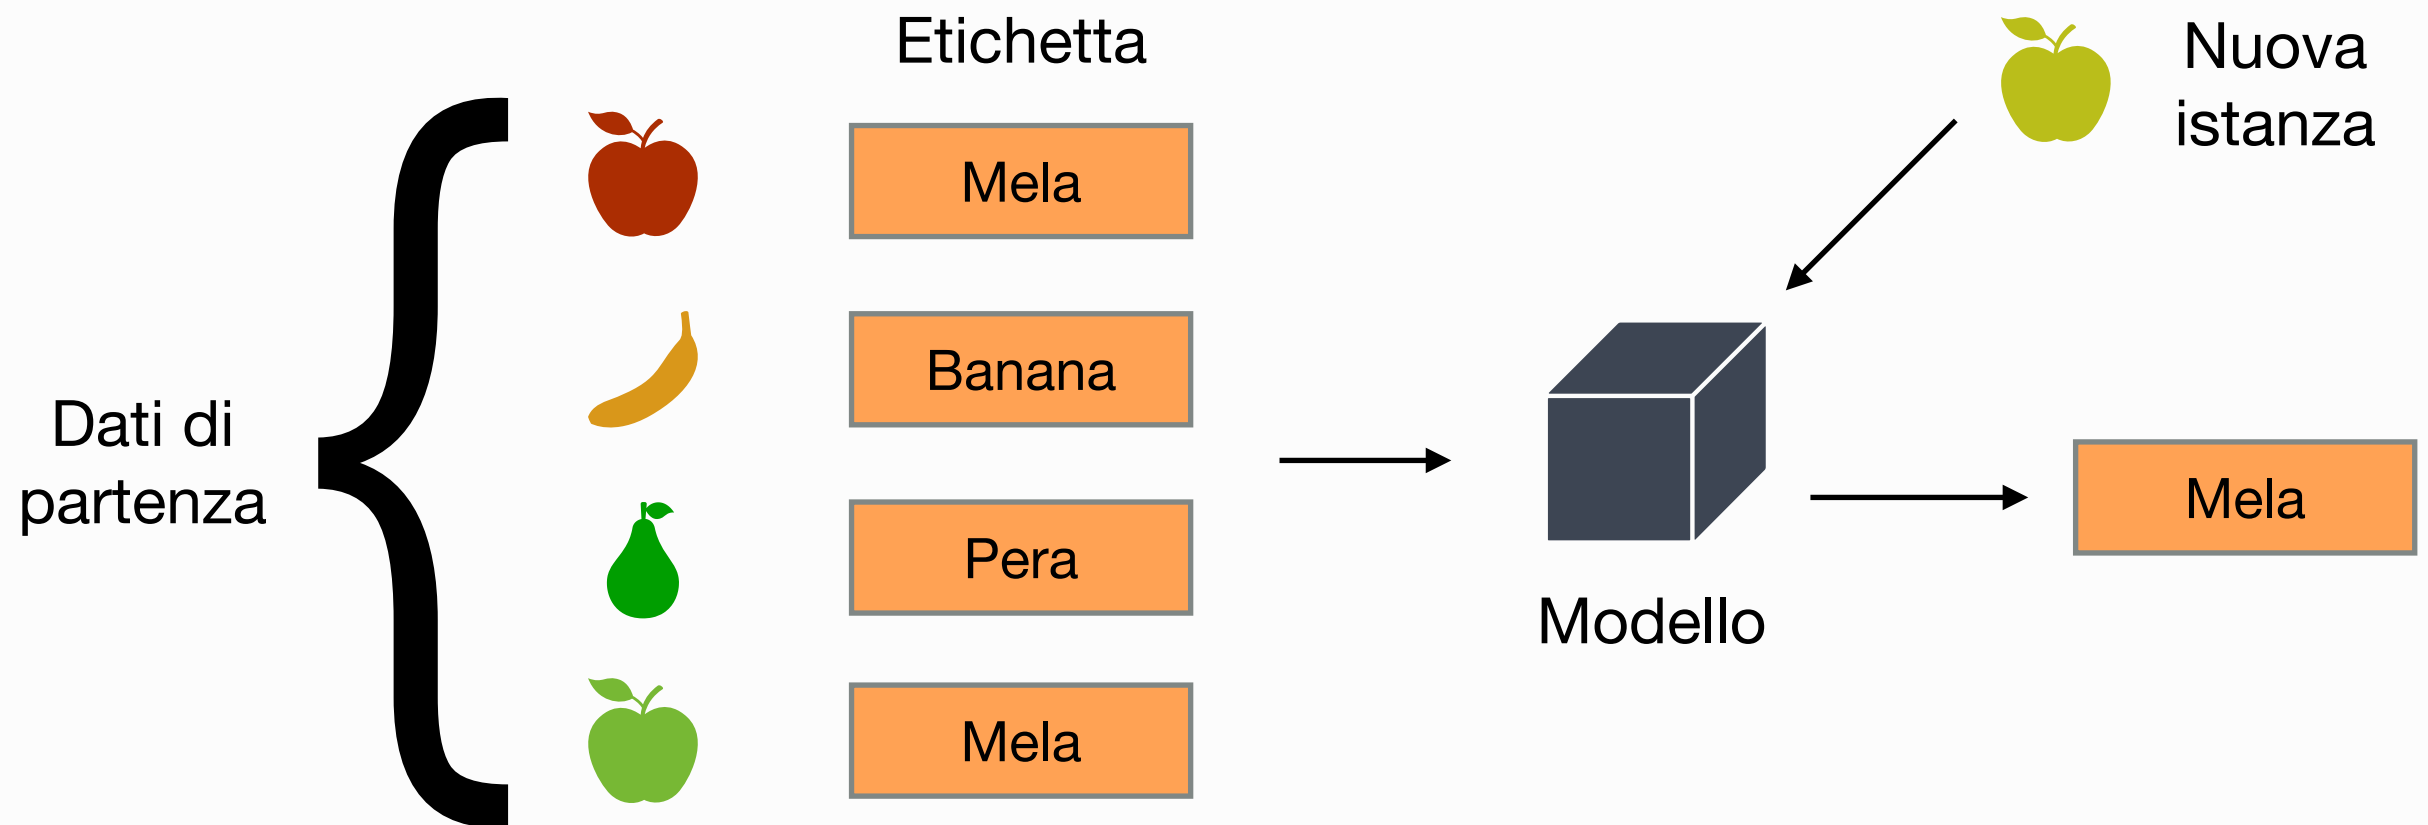 Etichetta
Nuova
istanza
Mela
Banana
Dati di
partenza
Mela
Pera
Modello
Mela